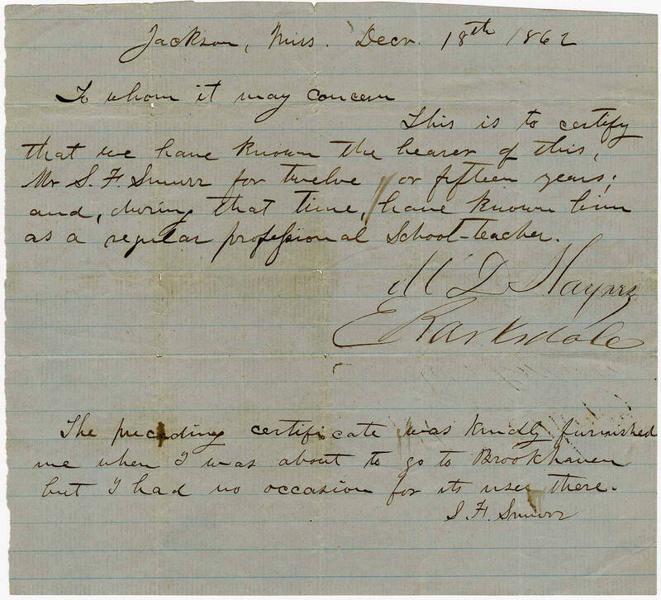 Jackson, Miss. Decr. 18th 1862
To whom it may concern
This is to certify
that we have known the bearer of this,
Mr S. F. Smurr for twelve or fifteen years;
and, during that time, have known him
as a regular professional School-teacher.
M D Haynes
E Barksdale
The preceding certificate was kindly furnished
me when I was about to go to Brookhaven
but I had no occasion for its use there.
S. F. Smurr